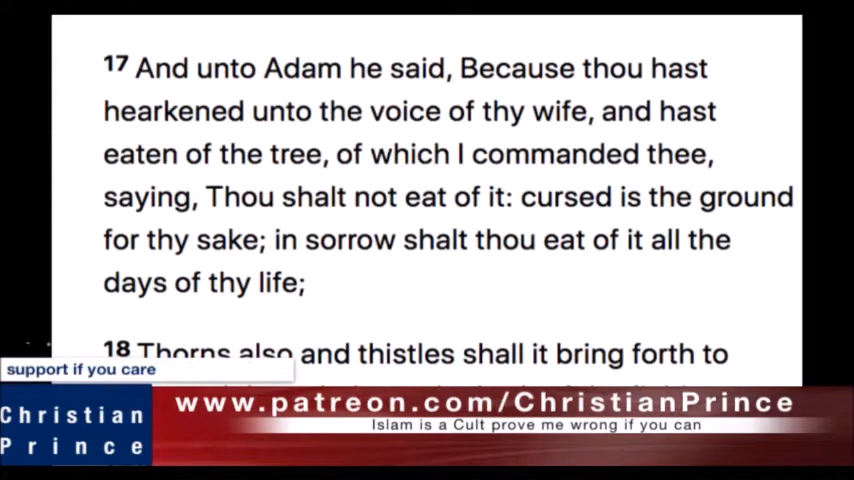 17 And unto Adam he said, Because thou hast
hearkened unto the voice of thy wife, and hast
eaten of the tree, of which I commanded thee,
saying, Thou shalt not eat of it: cursed is the ground
for thy sake; in sorrow shalt thou eat of it all the
days of thy life;
18 Thorns also and thistles shall it bring forth to
support if you care
Christian
Prince
www.patreon.com/ChristianPrince
Islam is a Cult prove me wrong if you can